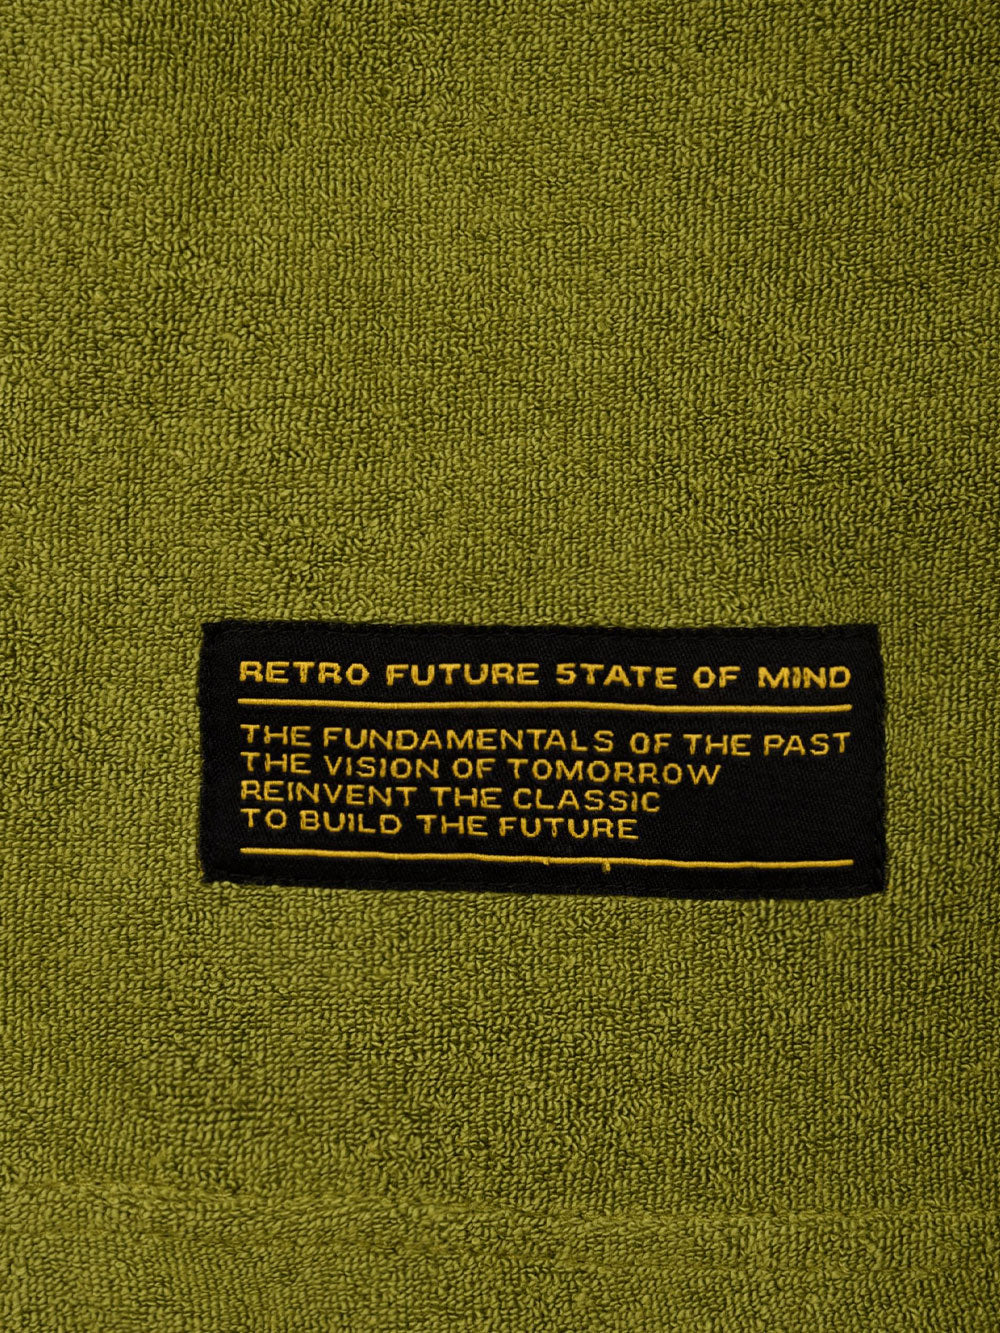 RETRO FUTURE STATE OF MIND
THE FUNDAMENTALS OF THE PAST
THE VISION OF TOMORROW
REINVENT THE CLASSIC
TO BUILD THE FUTURE